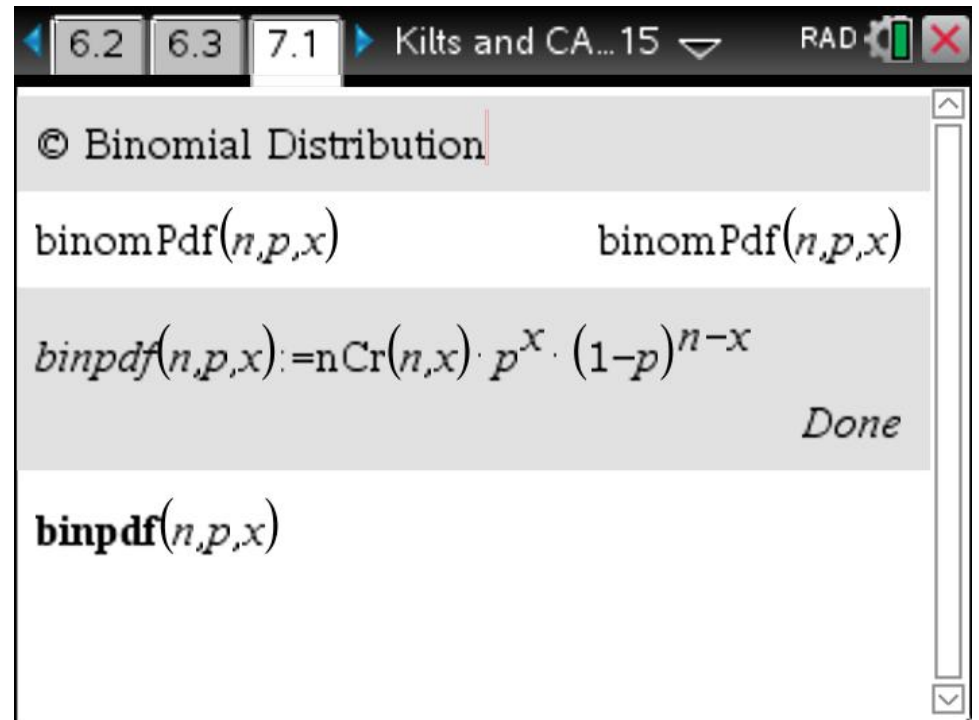 6.2 6.3 7.1 Kilts and CA...15 RAD
© Binomial Distribution
binomPdf(n,p,x) binomPdf(n,p,x)
binpdf(n,p,x):=nCr(n,x)·p^x·(1−p)^(n−x)
Done
binpdf(n,p,x)